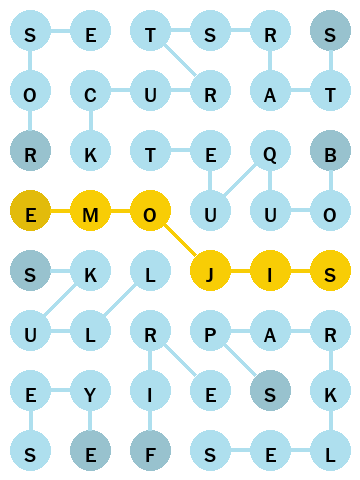 S E T S R S
O C U R A T
R K T E Q B
E M O U U O
S K L J I S
U L R P A R
E Y I E S K
S E F S E L